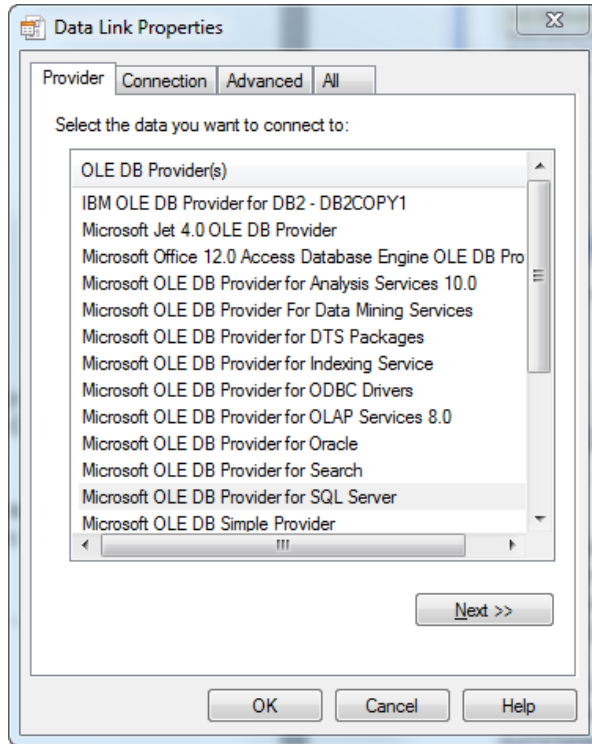 Data Link Properties
Provider Connection Advanced All
Select the data you want to connect to:
OLE DB Provider(s)
IBM OLE DB Provider for DB2 - DB2COPY1
Microsoft Jet 4.0 OLE DB Provider
Microsoft Office 12.0 Access Database Engine OLE DB Pro
Microsoft OLE DB Provider for Analysis Services 10.0
Microsoft OLE DB Provider For Data Mining Services
Microsoft OLE DB Provider for DTS Packages
Microsoft OLE DB Provider for Indexing Service
Microsoft OLE DB Provider for ODBC Drivers
Microsoft OLE DB Provider for OLAP Services 8.0
Microsoft OLE DB Provider for Oracle
Microsoft OLE DB Provider for Search
Microsoft OLE DB Provider for SQL Server
Microsoft OLE DB Simple Provider
Next >>
OK Cancel Help